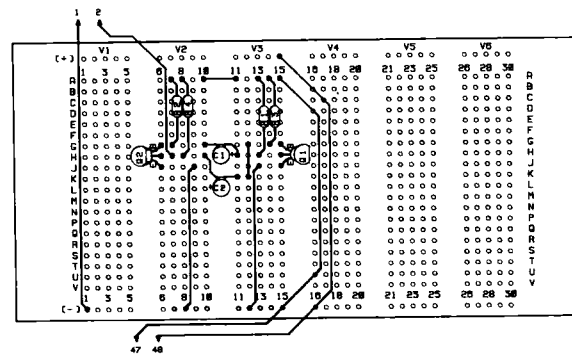 1 2
V1 V2 V3 V4 V5 V6
(+)
1 3 5 6 8 10 11 13 15 16 18 20 21 23 25 26 28 30
A A
B B
C C
D D
E E
F F
G G
H H
J J
K K
L L
M M
N N
P P
Q Q
R R
S S
T T
U U
V V
Q2 C1 Q1
C2
1 3 5 6 8 10 11 13 15 16 18 20 21 23 25 26 28 30
(-)
47 48